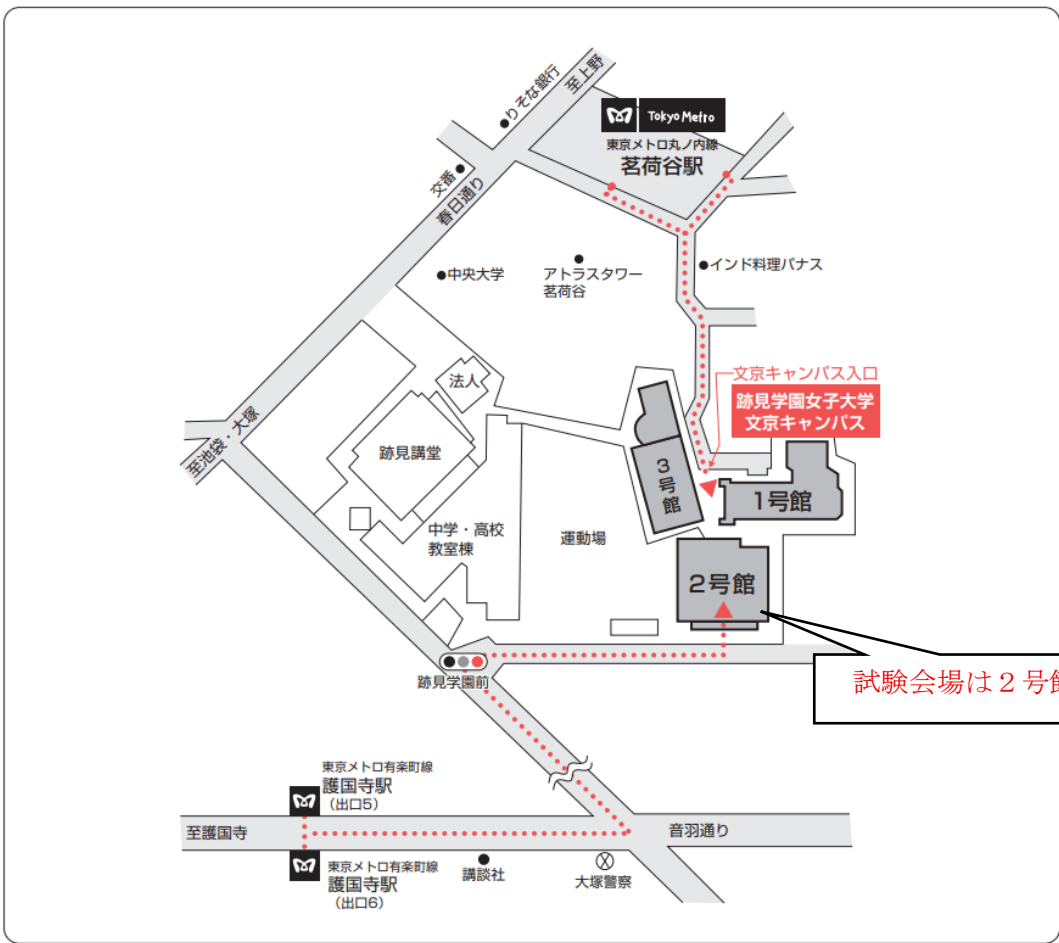 至上野
りそな銀行
Tokyo Metro
東京メトロ丸ノ内線
茗荷谷駅
交番
春日通り
インド料理バナス
中央大学
アトラスタワー
茗荷谷
文京キャンパス入口
跡見学園女子大学
文京キャンパス
法人
至池袋・大塚
跡見講堂
3号館
1号館
中学・高校
教室棟
運動場
2号館
試験会場は２号館
跡見学園前
東京メトロ有楽町線
護国寺駅
（出口5）
至護国寺
音羽通り
東京メトロ有楽町線
護国寺駅
（出口6）
講談社
大塚警察